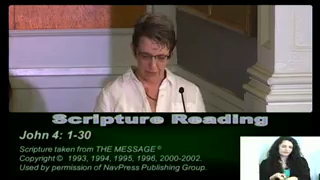 Scripture Reading
John 4: 1-30
Scripture taken from THE MESSAGE ©
Copyright © 1993, 1994, 1995, 1996, 2000-2002.
Used by permission of NavPress Publishing Group.